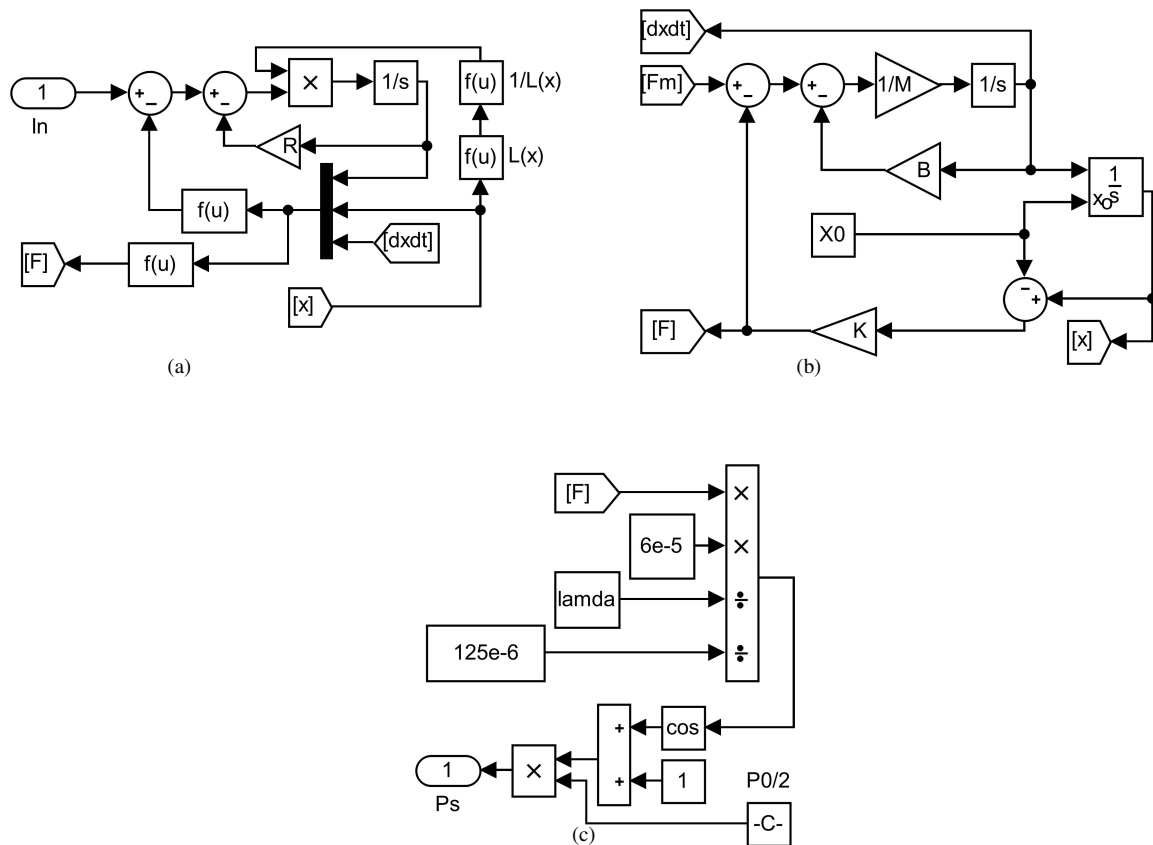 1
In
+
-
+
-
×
1/s
f(u)
1/L(x)
R
f(u)
L(x)
f(u)
[dxdt]
[F]
f(u)
[x]
(a)
[dxdt]
[Fm]
+
-
+
-
1/M
1/s
B
1
s
xo
X0
-
+
[F]
K
[x]
(b)
[F]
×
6e-5
×
lamda
÷
125e-6
÷
+
cos
1
Ps
×
+
1
P0/2
-C-
(c)